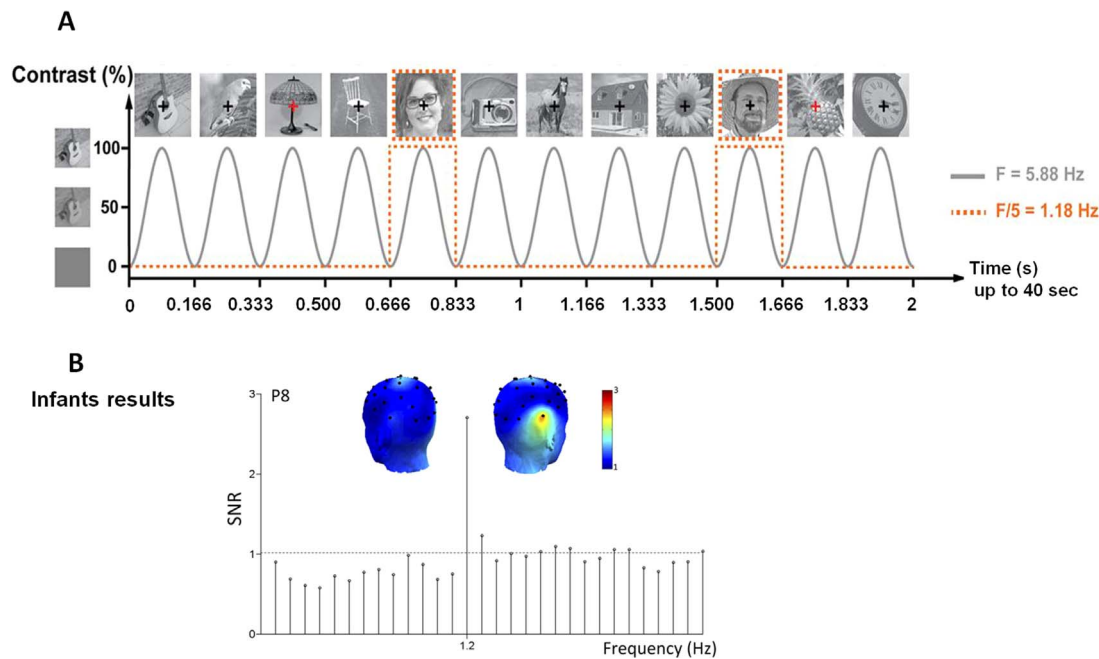 A
Contrast (%)
100
50
0
F = 5.88 Hz
F/5 = 1.18 Hz
Time (s)
up to 40 sec
0 0.166 0.333 0.500 0.666 0.833 1 1.166 1.333 1.500 1.666 1.833 2
B
Infants results
P8
3
2
1
0
SNR
3
1
1.2
Frequency (Hz)